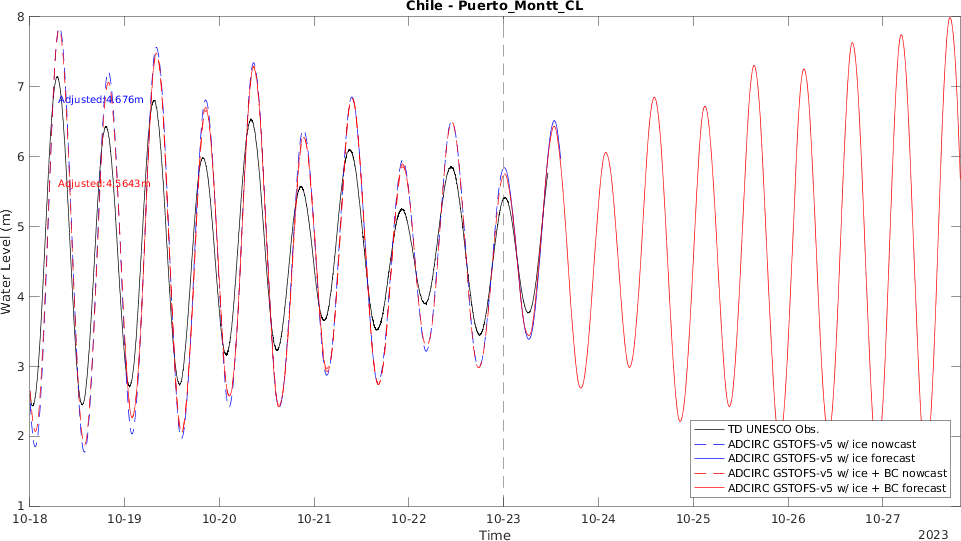 Chile - Puerto_Montt_CL
8
7
6
5
4
3
2
1
Water Level (m)
Adjusted:4.676m
Adjusted:4.5643m
TD UNESCO Obs.
ADCIRC GSTOFS-v5 w/ ice nowcast
ADCIRC GSTOFS-v5 w/ ice forecast
ADCIRC GSTOFS-v5 w/ ice + BC nowcast
ADCIRC GSTOFS-v5 w/ ice + BC forecast
10-18 10-19 10-20 10-21 10-22 10-23 10-24 10-25 10-26 10-27
Time
2023